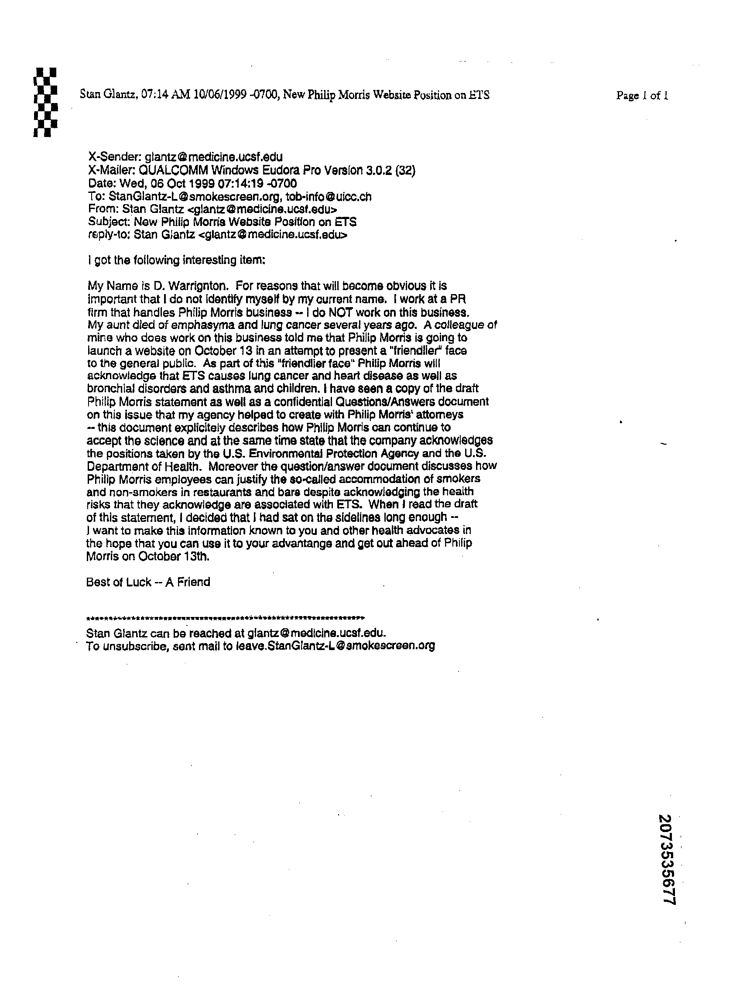 Stan Glantz, 07:14 AM 10/06/1999 -0700, New Philip Morris Website Position on ETS Page 1 of 1
X-Sender: glantz@medicine.ucsf.edu
X-Mailer: QUALCOMM Windows Eudora Pro Version 3.0.2 (32)
Date: Wed, 06 Oct 1999 07:14:19 -0700
To: StanGlantz-L@smokescreen.org, tob-info@uicc.ch
From: Stan Glantz <glantz@medicine.ucsf.edu>
Subject: New Philip Morris Website Position on ETS
reply-to: Stan Glantz <glantz@medicine.ucsf.edu>
I got the following interesting item:
My Name is D. Warrignton. For reasons that will become obvious it is
important that I do not identify myself by my current name. I work at a PR
firm that handles Philip Morris business -- I do NOT work on this business.
My aunt died of emphasyma and lung cancer several years ago. A colleague of
mine who does work on this business told me that Philip Morris is going to
launch a website on October 13 in an attempt to present a "friendlier" face
to the general public. As part of this "friendlier face" Philip Morris will
acknowledge that ETS causes lung cancer and heart disease as well as
bronchial disorders and asthma and children. I have seen a copy of the draft
Philip Morris statement as well as a confidential Questions/Answers document
on this issue that my agency helped to create with Philip Morris' attorneys
-- this document explicitely describes how Philip Morris can continue to
accept the science and at the same time state that the company acknowledges
the positions taken by the U.S. Environmental Protection Agency and the U.S.
Department of Health. Moreover the question/answer document discusses how
Philip Morris employees can justify the so-called accommodation of smokers
and non-smokers in restaurants and bars despite acknowledging the health
risks that they acknowledge are associated with ETS. When I read the draft
of this statement, I decided that I had sat on the sidelines long enough --
I want to make this information known to you and other health advocates in
the hope that you can use it to your advantange and get out ahead of Philip
Morris on October 13th.
Best of Luck -- A Friend
*************************************************************
Stan Glantz can be reached at glantz@medicine.ucsf.edu.
To unsubscribe, sent mail to leave.StanGlantz-L@smokescreen.org
2073535677